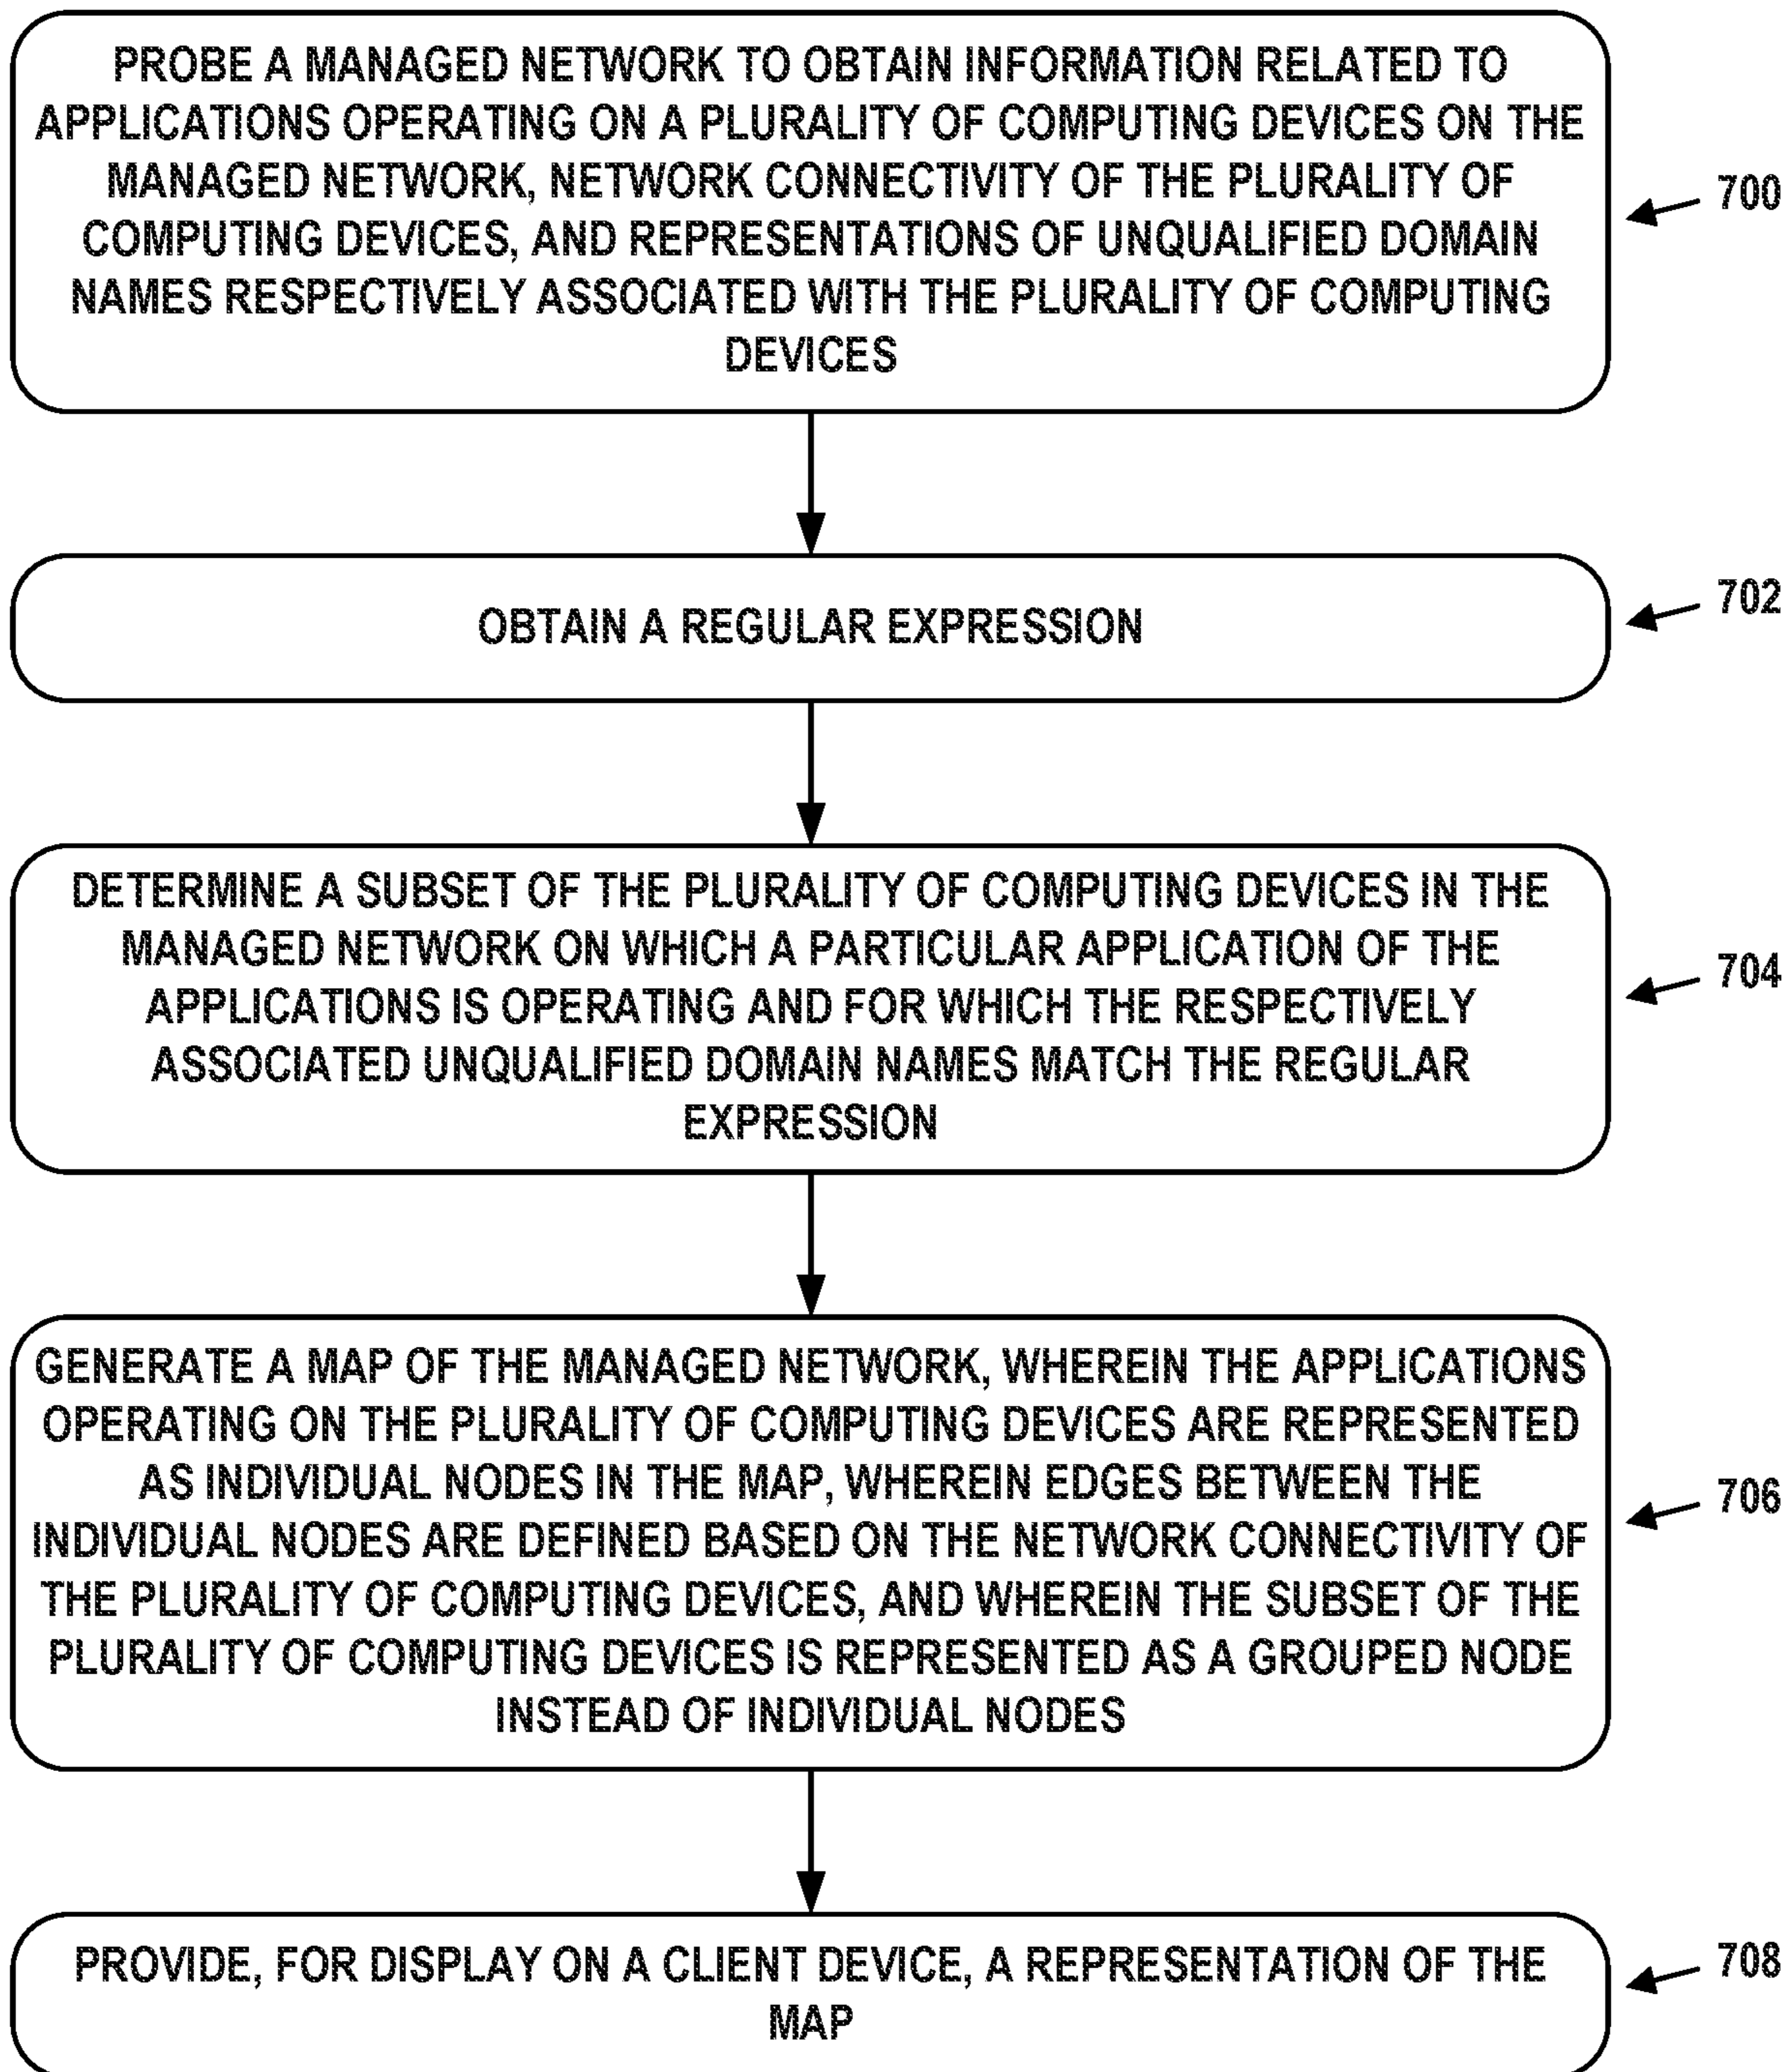 PROBE A MANAGED NETWORK TO OBTAIN INFORMATION RELATED TO
APPLICATIONS OPERATING ON A PLURALITY OF COMPUTING DEVICES ON THE
MANAGED NETWORK, NETWORK CONNECTIVITY OF THE PLURALITY OF
COMPUTING DEVICES, AND REPRESENTATIONS OF UNQUALIFIED DOMAIN
NAMES RESPECTIVELY ASSOCIATED WITH THE PLURALITY OF COMPUTING
DEVICES
700
OBTAIN A REGULAR EXPRESSION
702
DETERMINE A SUBSET OF THE PLURALITY OF COMPUTING DEVICES IN THE
MANAGED NETWORK ON WHICH A PARTICULAR APPLICATION OF THE
APPLICATIONS IS OPERATING AND FOR WHICH THE RESPECTIVELY
ASSOCIATED UNQUALIFIED DOMAIN NAMES MATCH THE REGULAR
EXPRESSION
704
GENERATE A MAP OF THE MANAGED NETWORK, WHEREIN THE APPLICATIONS
OPERATING ON THE PLURALITY OF COMPUTING DEVICES ARE REPRESENTED
AS INDIVIDUAL NODES IN THE MAP, WHEREIN EDGES BETWEEN THE
INDIVIDUAL NODES ARE DEFINED BASED ON THE NETWORK CONNECTIVITY OF
THE PLURALITY OF COMPUTING DEVICES, AND WHEREIN THE SUBSET OF THE
PLURALITY OF COMPUTING DEVICES IS REPRESENTED AS A GROUPED NODE
INSTEAD OF INDIVIDUAL NODES
706
PROVIDE, FOR DISPLAY ON A CLIENT DEVICE, A REPRESENTATION OF THE
MAP
708